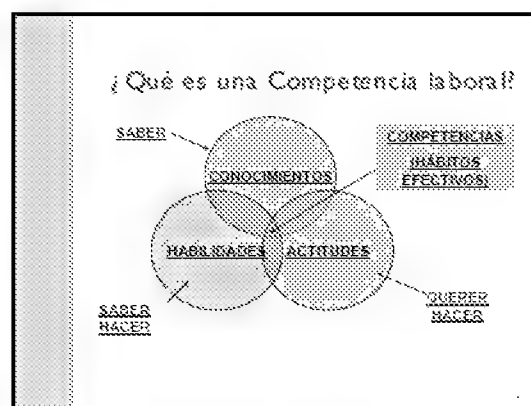 ¿Qué es una Competencia laboral?
SABER
COMPETENCIAS
(HÁBITOS
EFECTIVOS)
CONOCIMIENTOS
HABILIDADES
ACTITUDES
SABER
HACER
QUERER
HACER